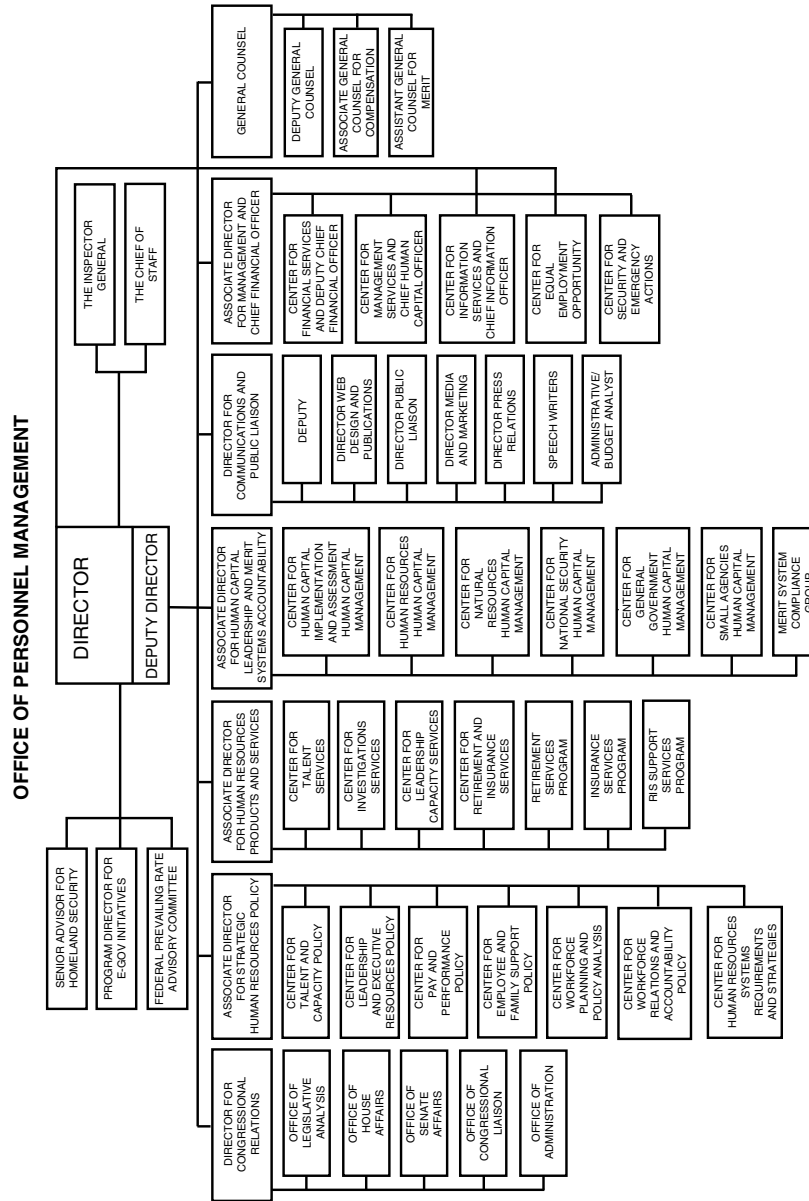 OFFICE OF PERSONNEL MANAGEMENT
DIRECTOR
DEPUTY DIRECTOR
SENIOR ADVISOR FOR
HOMELAND SECURITY
PROGRAM DIRECTOR FOR
E-GOV INITIATIVES
FEDERAL PREVAILING RATE
ADVISORY COMMITTEE
THE INSPECTOR
GENERAL
THE CHIEF OF
STAFF
DIRECTOR FOR
CONGRESSIONAL
RELATIONS
OFFICE OF
LEGISLATIVE
ANALYSIS
OFFICE OF
HOUSE
AFFAIRS
OFFICE OF
SENATE
AFFAIRS
OFFICE OF
CONGRESSIONAL
LIAISON
OFFICE OF
ADMINISTRATION
ASSOCIATE DIRECTOR
FOR STRATEGIC
HUMAN RESOURCES POLICY
CENTER FOR
TALENT AND
CAPACITY POLICY
CENTER FOR
LEADERSHIP
AND EXECUTIVE
RESOURCES POLICY
CENTER FOR
PAY AND
PERFORMANCE
POLICY
CENTER FOR
EMPLOYEE AND
FAMILY SUPPORT
POLICY
CENTER FOR
WORKFORCE
PLANNING AND
POLICY ANALYSIS
CENTER FOR
WORKFORCE
RELATIONS AND
ACCOUNTABILITY
POLICY
CENTER FOR
HUMAN RESOURCES
SYSTEMS
REQUIREMENTS
AND STRATEGIES
ASSOCIATE DIRECTOR
FOR HUMAN RESOURCES
PRODUCTS AND SERVICES
CENTER FOR
TALENT
SERVICES
CENTER FOR
INVESTIGATIONS
SERVICES
CENTER FOR
LEADERSHIP
CAPACITY SERVICES
CENTER FOR
RETIREMENT AND
INSURANCE
SERVICES
RETIREMENT
SERVICES
PROGRAM
INSURANCE
SERVICES
PROGRAM
RIS SUPPORT
SERVICES
PROGRAM
ASSOCIATE DIRECTOR
FOR HUMAN CAPITAL
LEADERSHIP AND MERIT
SYSTEMS ACCOUNTABILITY
CENTER FOR
HUMAN CAPITAL
IMPLEMENTATION
AND ASSESSMENT
HUMAN CAPITAL
MANAGEMENT
CENTER FOR
HUMAN RESOURCES
HUMAN CAPITAL
MANAGEMENT
CENTER FOR
NATURAL
RESOURCES
HUMAN CAPITAL
MANAGEMENT
CENTER FOR
NATIONAL SECURITY
HUMAN CAPITAL
MANAGEMENT
CENTER FOR
GENERAL
GOVERNMENT
HUMAN CAPITAL
MANAGEMENT
CENTER FOR
SMALL AGENCIES
HUMAN CAPITAL
MANAGEMENT
MERIT SYSTEM
COMPLIANCE
GROUP
DIRECTOR FOR
COMMUNICATIONS AND
PUBLIC LIAISON
DEPUTY
DIRECTOR WEB
DESIGN AND
PUBLICATIONS
DIRECTOR PUBLIC
LIAISON
DIRECTOR MEDIA
AND MARKETING
DIRECTOR PRESS
RELATIONS
SPEECH WRITERS
ADMINISTRATIVE/
BUDGET ANALYST
ASSOCIATE DIRECTOR
FOR MANAGEMENT AND
CHIEF FINANCIAL OFFICER
CENTER FOR
FINANCIAL SERVICES
AND DEPUTY CHIEF
FINANCIAL OFFICER
CENTER FOR
MANAGEMENT
SERVICES AND
CHIEF HUMAN
CAPITAL OFFICER
CENTER FOR
INFORMATION
SERVICES AND
CHIEF INFORMATION
OFFICER
CENTER FOR
EQUAL
EMPLOYMENT
OPPORTUNITY
CENTER FOR
SECURITY AND
EMERGENCY
ACTIONS
GENERAL COUNSEL
DEPUTY GENERAL
COUNSEL
ASSOCIATE GENERAL
COUNSEL FOR
COMPENSATION
ASSISTANT GENERAL
COUNSEL FOR
MERIT